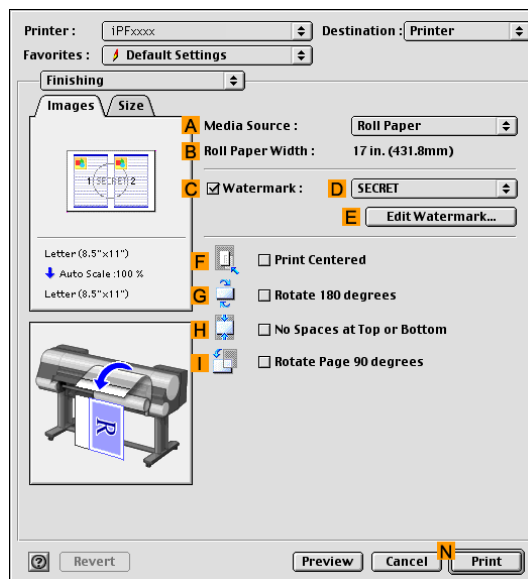 Printer : iPFxxxx Destination : Printer
Favorites : Default Settings
Finishing
Images Size
A Media Source : Roll Paper
B Roll Paper Width : 17 in. (431.8mm)
1 SECRET 2
C Watermark : D SECRET
E Edit Watermark...
Letter (8.5"x11")
F Print Centered
Auto Scale :100 %
Letter (8.5"x11")
G Rotate 180 degrees
H No Spaces at Top or Bottom
I Rotate Page 90 degrees
R
N
? Revert Preview Cancel Print